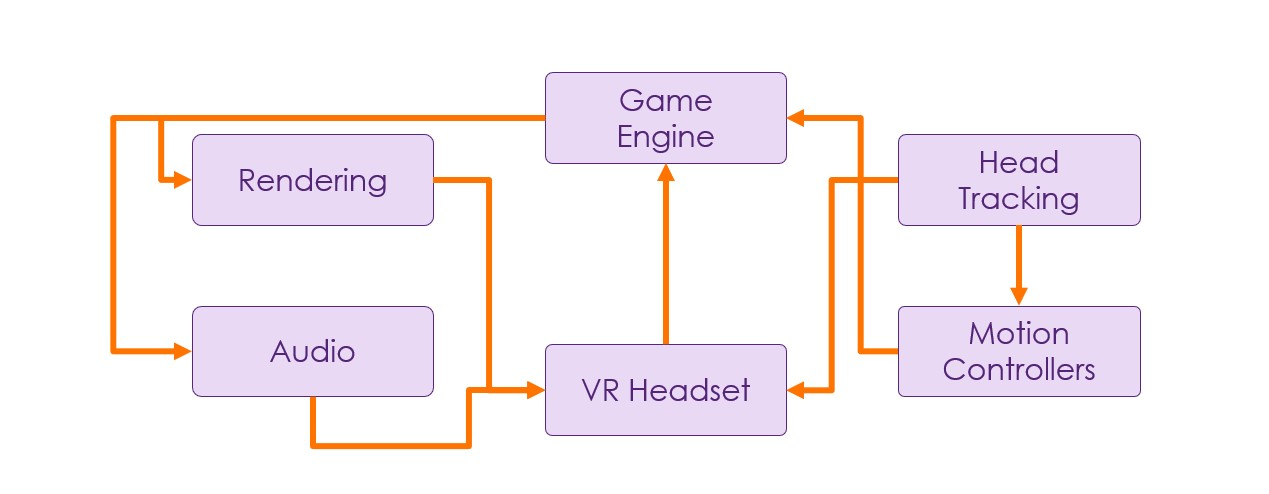 Game
Engine
Rendering
Head
Tracking
Audio
Motion
Controllers
VR Headset